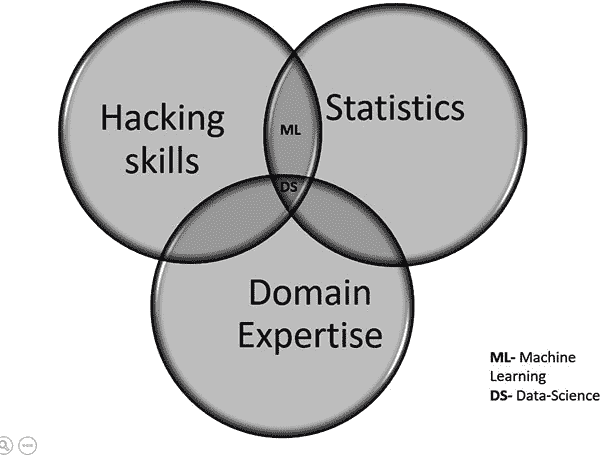 Hacking
skills
Statistics
ML
DS
Domain
Expertise
ML- Machine
Learning
DS- Data-Science